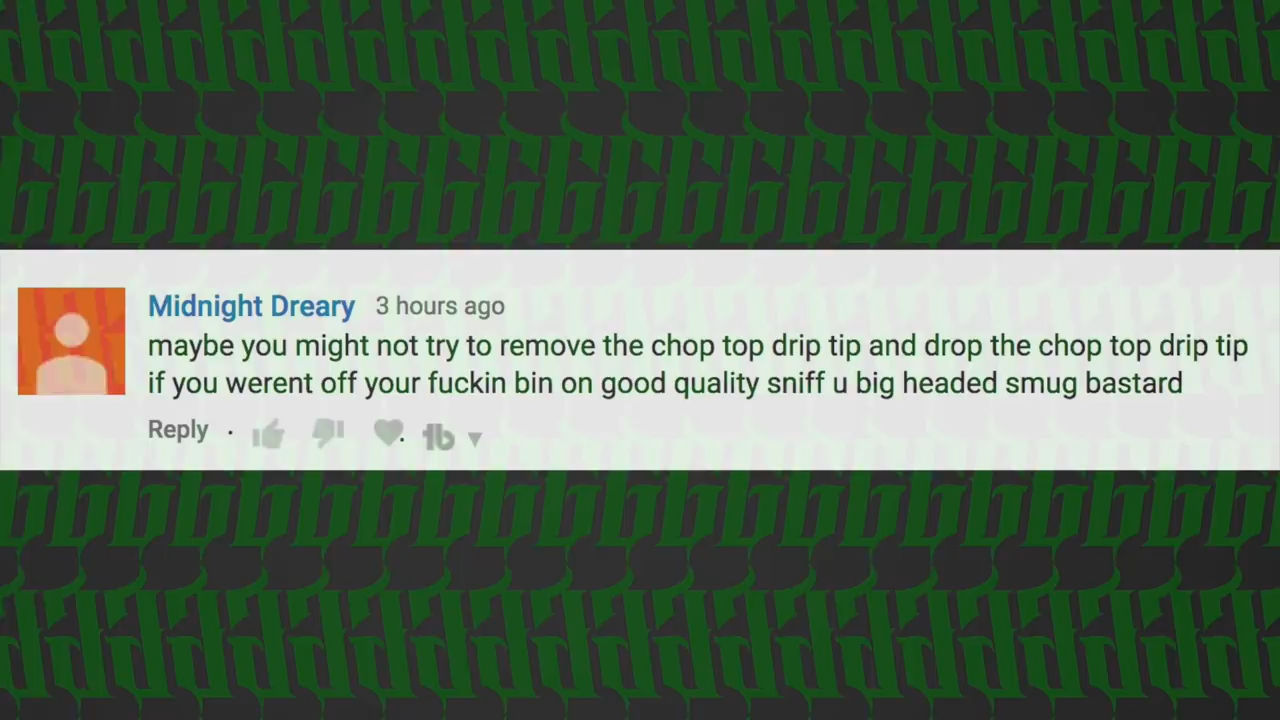 Midnight Dreary 3 hours ago
maybe you might not try to remove the chop top drip tip and drop the chop top drip tip
if you werent off your fuckin bin on good quality sniff u big headed smug bastard
Reply ·